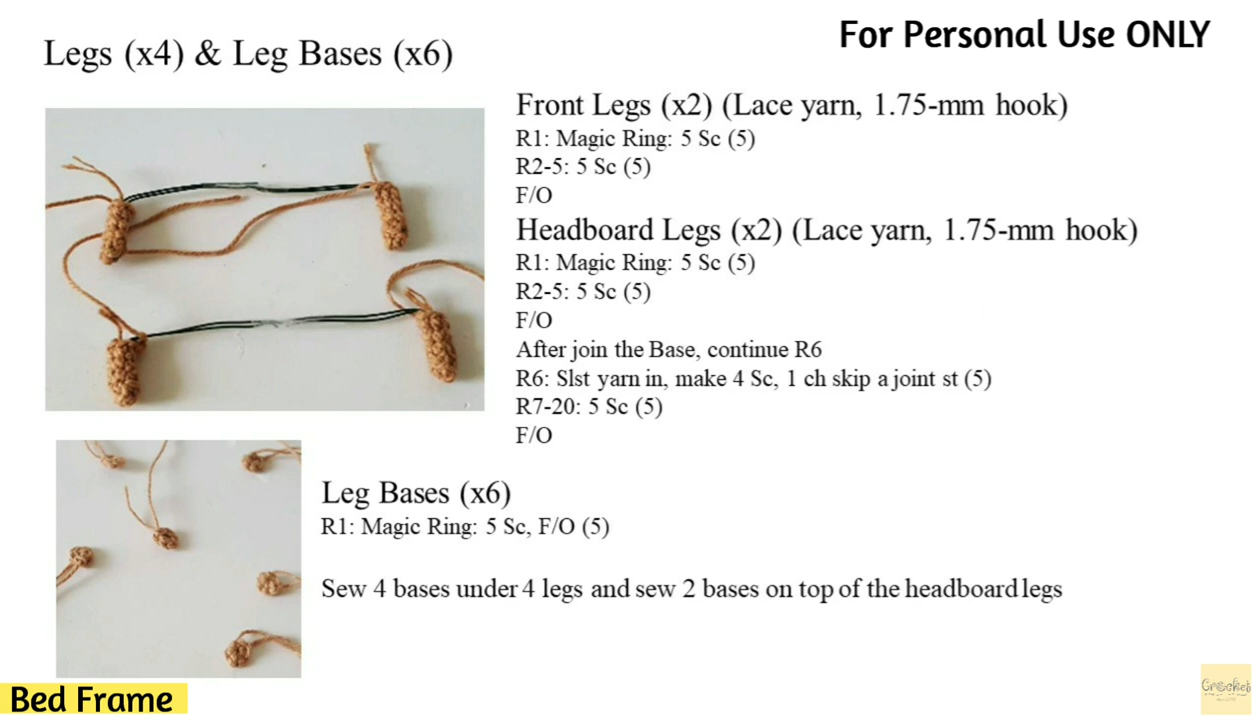 For Personal Use ONLY
Legs (x4) & Leg Bases (x6)
Front Legs (x2) (Lace yarn, 1.75-mm hook)
R1: Magic Ring: 5 Sc (5)
R2-5: 5 Sc (5)
F/O
Headboard Legs (x2) (Lace yarn, 1.75-mm hook)
R1: Magic Ring: 5 Sc (5)
R2-5: 5 Sc (5)
F/O
After join the Base, continue R6
R6: Slst yarn in, make 4 Sc, 1 ch skip a joint st (5)
R7-20: 5 Sc (5)
F/O
Leg Bases (x6)
R1: Magic Ring: 5 Sc, F/O (5)
Sew 4 bases under 4 legs and sew 2 bases on top of the headboard legs
Bed Frame
Crochet